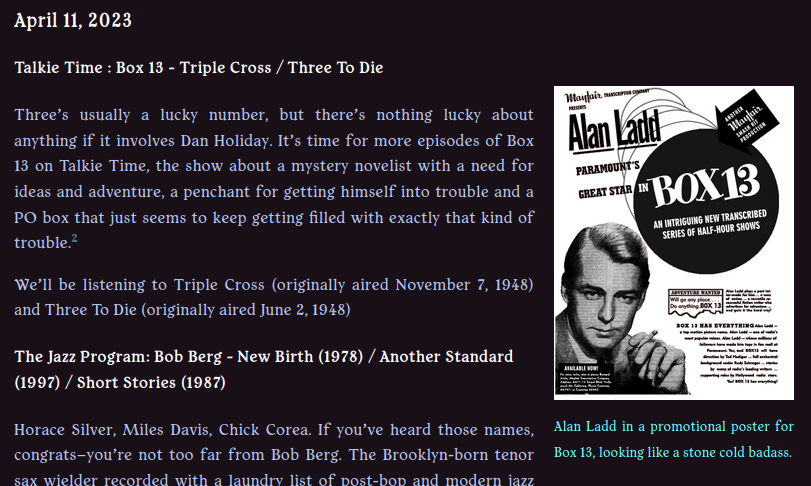 April 11, 2023
Talkie Time : Box 13 - Triple Cross / Three To Die
Three's usually a lucky number, but there's nothing lucky about
anything if it involves Dan Holiday. It's time for more episodes of Box
13 on Talkie Time, the show about a mystery novelist with a need for
ideas and adventure, a penchant for getting himself into trouble and a
PO box that just seems to keep getting filled with exactly that kind of
trouble.2
We'll be listening to Triple Cross (originally aired November 7, 1948)
and Three To Die (originally aired June 2, 1948)
The Jazz Program: Bob Berg - New Birth (1978) / Another Standard
(1997) / Short Stories (1987)
Horace Silver, Miles Davis, Chick Corea. If you've heard those names,
congrats—you're not too far from Bob Berg. The Brooklyn-born tenor
sax wielder recorded with a laundry list of post-bop and modern jazz
Mayfair TRANSCRIPTION COMPANY
PRESENTS
Alan Ladd
PARAMOUNT'S
GREAT STAR IN
BOX 13
AN INTRIGUING NEW TRANSCRIBED
SERIES OF HALF-HOUR SHOWS
ANOTHER
Mayfair
SMASH HIT
PRODUCTION
ADVENTURE WANTED
Will go any place
Do anything. BOX 13
BOX 13 HAS EVERYTHING Alan Ladd –
AVAILABLE NOW!
Yes! BOX 13 has everything!
Alan Ladd in a promotional poster for
Box 13, looking like a stone cold badass.